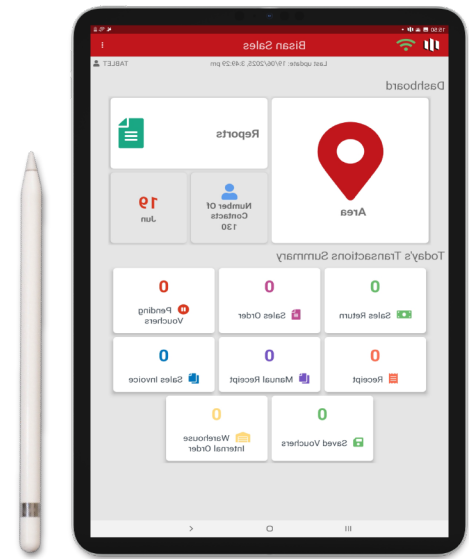 15:50
Bisan Sales
Last update: 19/06/2025, 3:49:29 pm TABLET
Dashboard
Area
Reports
Number Of
Contacts
130
19
Jun
Today's Transactions Summary
0
Sales Return
0
Sales Order
0
Pending
Vouchers
0
Receipt
0
Manual Receipt
0
Sales Invoice
0
Saved Vouchers
0
Warehouse
Internal Order